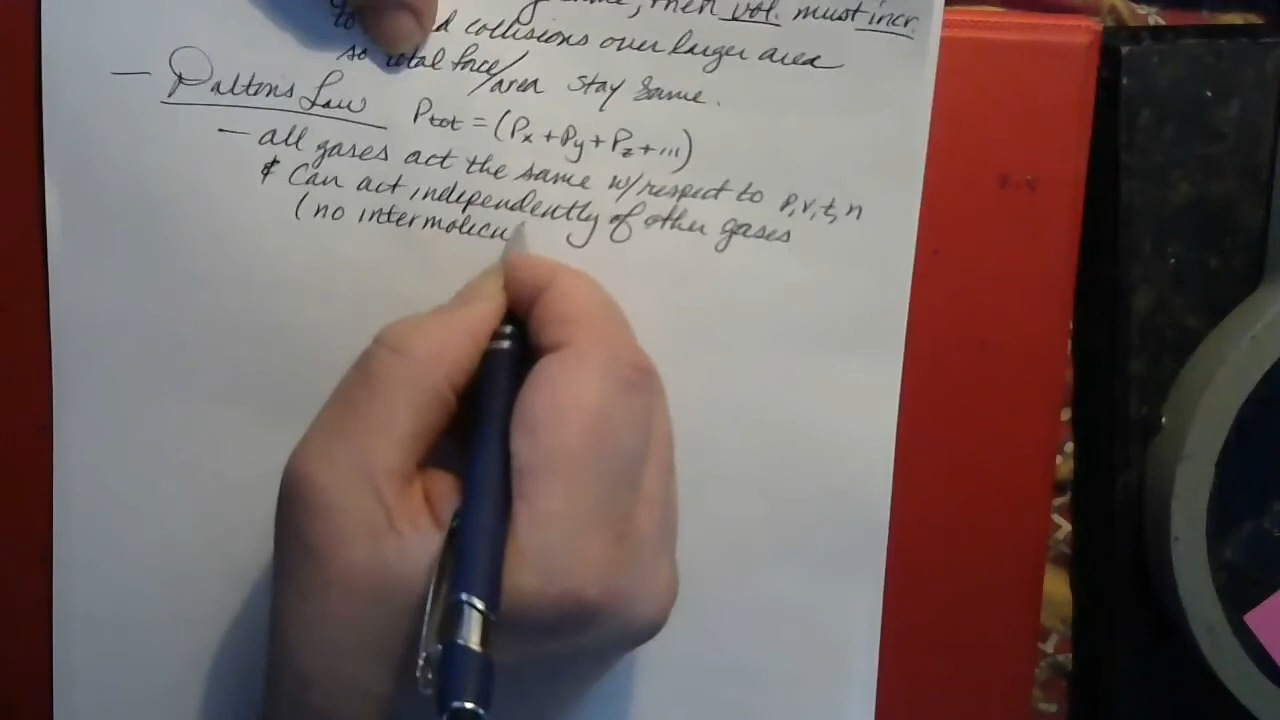 then vol. must incr.
collisions over larger area
so total force/area stay same.
— Daltons Law Ptot = (Px + Py + Pz + ...)
— all gases act the same w/respect to P, v, t, n
& Can act independently of other gases
(no intermolecu